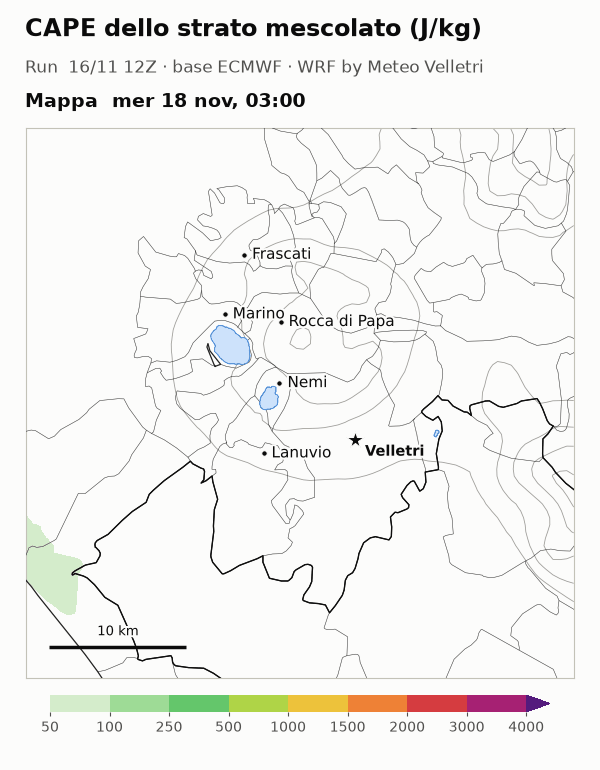 CAPE dello strato mescolato (J/kg)
Run  16/11 12Z · base ECMWF · WRF by Meteo Velletri
Mappa  mer 18 nov, 03:00
Frascati
Marino
Rocca di Papa
Nemi
Velletri
Lanuvio
10 km
50 100 250 500 1000 1500 2000 3000 4000